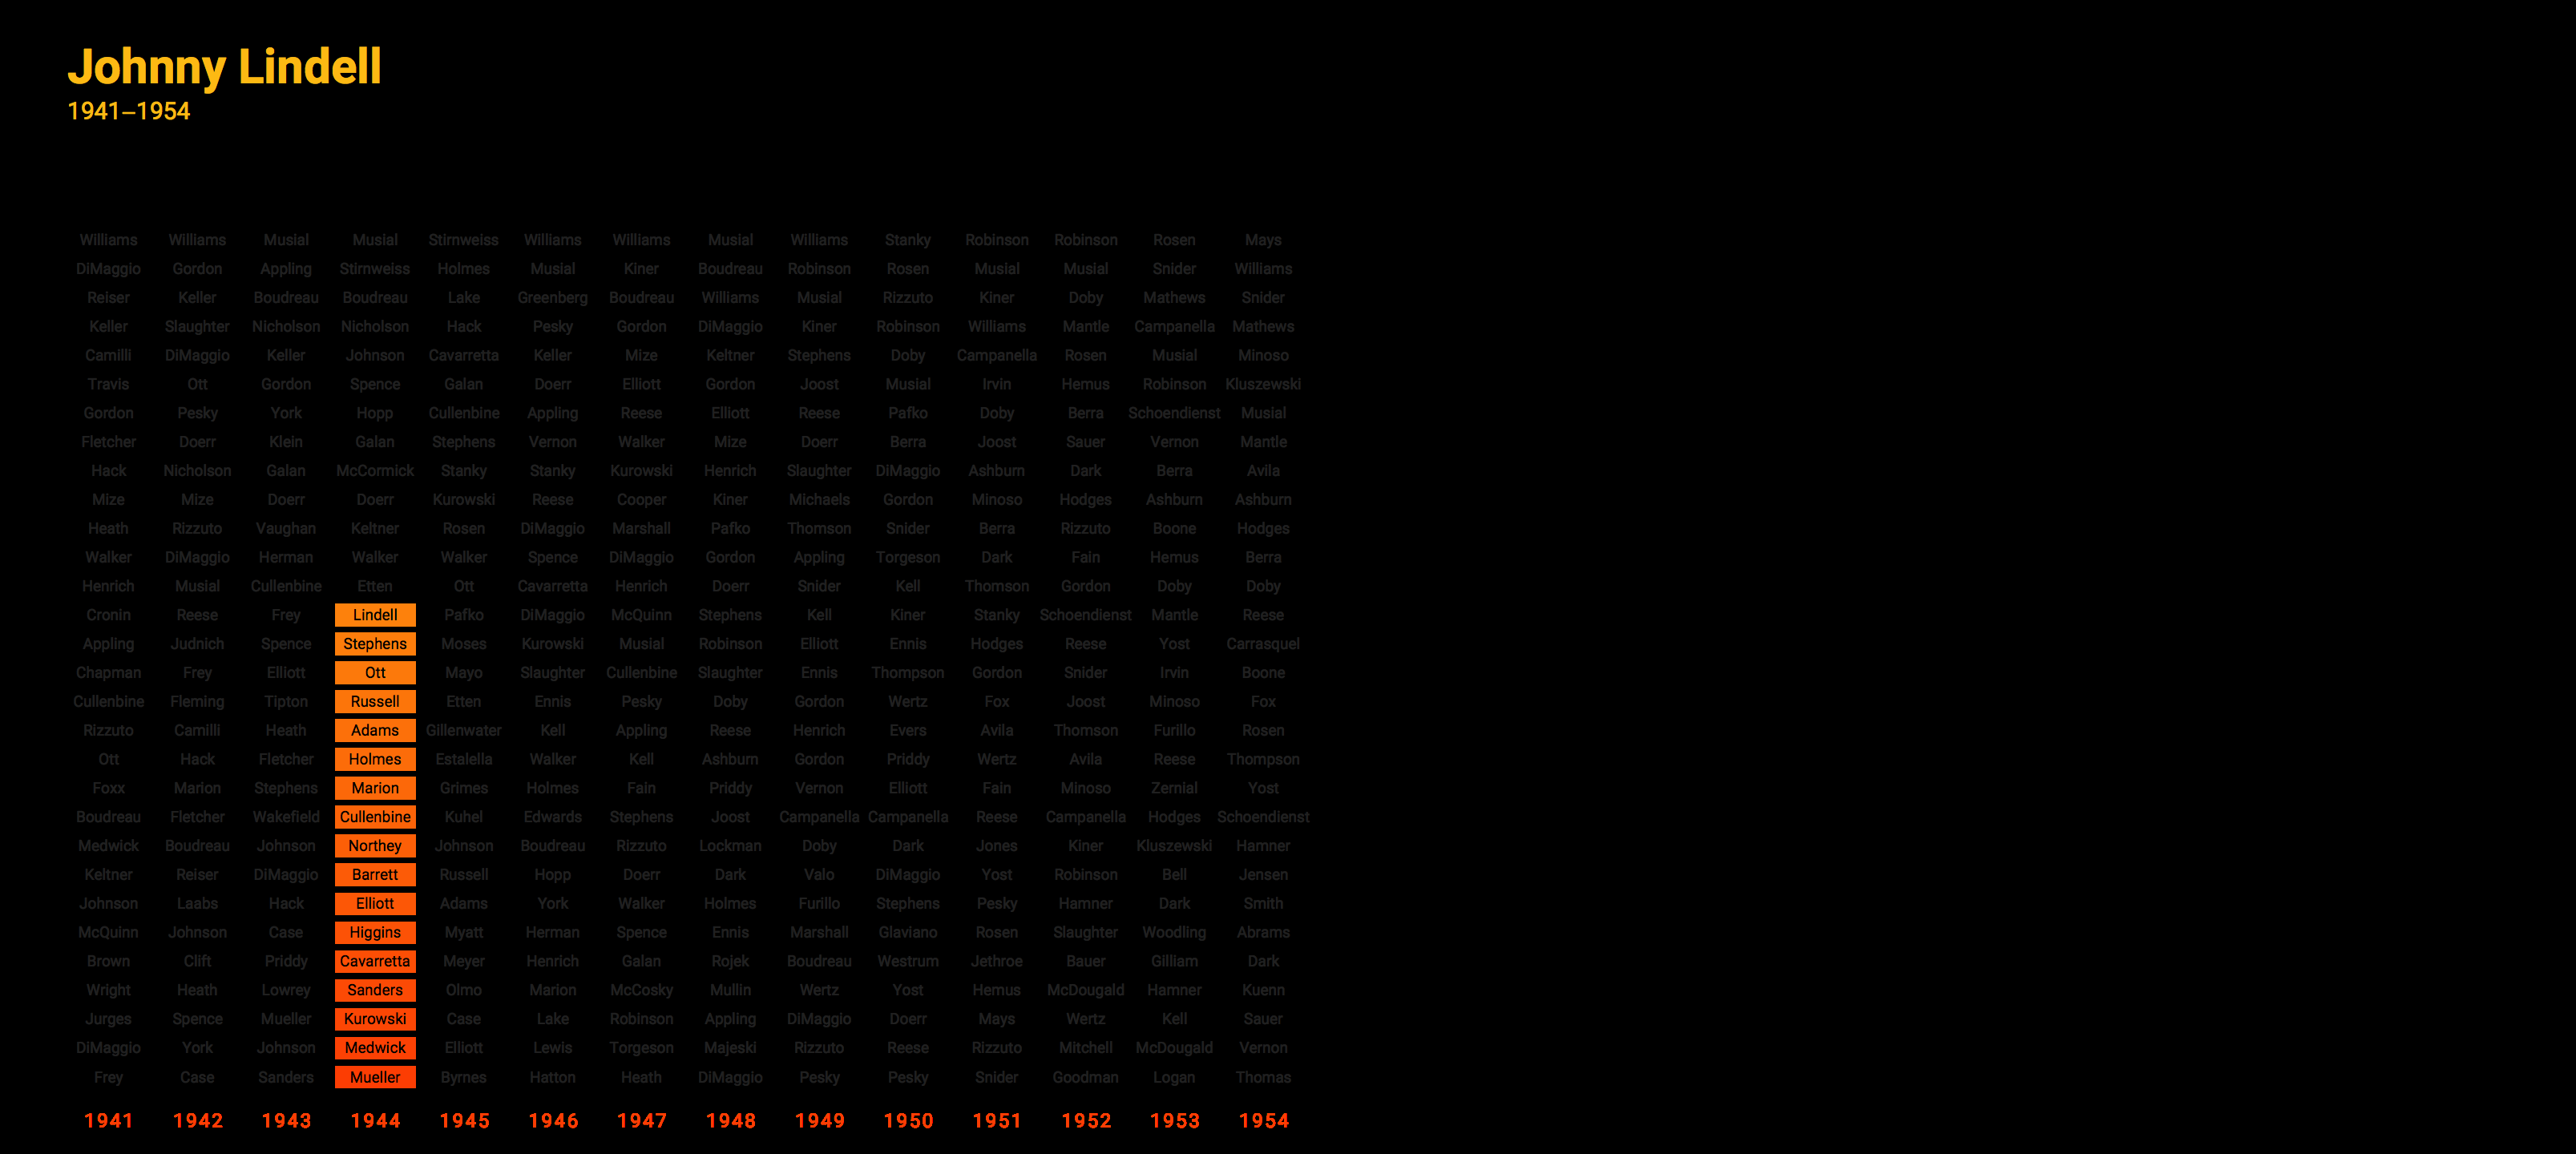 Johnny Lindell
1941–1954
Williams Williams Musial Musial Stirnweiss Williams Williams Musial Williams Stanky Robinson Robinson Rosen Mays
DiMaggio Gordon Appling Stirnweiss Holmes Musial Kiner Boudreau Robinson Rosen Musial Musial Snider Williams
Reiser Keller Boudreau Boudreau Lake Greenberg Boudreau Williams Musial Rizzuto Kiner Doby Mathews Snider
Keller Slaughter Nicholson Nicholson Hack Pesky Gordon DiMaggio Kiner Robinson Williams Mantle Campanella Mathews
Camilli DiMaggio Keller Johnson Cavarretta Keller Mize Keltner Stephens Doby Campanella Rosen Musial Minoso
Travis Ott Gordon Spence Galan Doerr Elliott Gordon Joost Musial Irvin Hemus Robinson Kluszewski
Gordon Pesky York Hopp Cullenbine Appling Reese Elliott Reese Pafko Doby Berra Schoendienst Musial
Fletcher Doerr Klein Galan Stephens Vernon Walker Mize Doerr Berra Joost Sauer Vernon Mantle
Hack Nicholson Galan McCormick Stanky Stanky Kurowski Henrich Slaughter DiMaggio Ashburn Dark Berra Avila
Mize Mize Doerr Doerr Kurowski Reese Cooper Kiner Michaels Gordon Minoso Hodges Ashburn Ashburn
Heath Rizzuto Vaughan Keltner Rosen DiMaggio Marshall Pafko Thomson Snider Berra Rizzuto Boone Hodges
Walker DiMaggio Herman Walker Walker Spence DiMaggio Gordon Appling Torgeson Dark Fain Hemus Berra
Henrich Musial Cullenbine Etten Ott Cavarretta Henrich Doerr Snider Kell Thomson Gordon Doby Doby
Cronin Reese Frey Lindell Pafko DiMaggio McQuinn Stephens Kell Kiner Stanky Schoendienst Mantle Reese
Appling Judnich Spence Stephens Moses Kurowski Musial Robinson Elliott Ennis Hodges Reese Yost Carrasquel
Chapman Frey Elliott Ott Mayo Slaughter Cullenbine Slaughter Ennis Thompson Gordon Snider Irvin Boone
Cullenbine Fleming Tipton Russell Etten Ennis Pesky Doby Gordon Wertz Fox Joost Minoso Fox
Rizzuto Camilli Heath Adams Gillenwater Kell Appling Reese Henrich Evers Avila Thomson Furillo Rosen
Ott Hack Fletcher Holmes Estalella Walker Kell Ashburn Gordon Priddy Wertz Avila Reese Thompson
Foxx Marion Stephens Marion Grimes Holmes Fain Priddy Vernon Elliott Fain Minoso Zernial Yost
Boudreau Fletcher Wakefield Cullenbine Kuhel Edwards Stephens Joost Campanella Campanella Reese Campanella Hodges Schoendienst
Medwick Boudreau Johnson Northey Johnson Boudreau Rizzuto Lockman Doby Dark Jones Kiner Kluszewski Hamner
Keltner Reiser DiMaggio Barrett Russell Hopp Doerr Dark Valo DiMaggio Yost Robinson Bell Jensen
Johnson Laabs Hack Elliott Adams York Walker Holmes Furillo Stephens Pesky Hamner Dark Smith
McQuinn Johnson Case Higgins Myatt Herman Spence Ennis Marshall Glaviano Rosen Slaughter Woodling Abrams
Brown Clift Priddy Cavarretta Meyer Henrich Galan Rojek Boudreau Westrum Jethroe Bauer Gilliam Dark
Wright Heath Lowrey Sanders Olmo Marion McCosky Mullin Wertz Yost Hemus McDougald Hamner Kuenn
Jurges Spence Mueller Kurowski Case Lake Robinson Appling DiMaggio Doerr Mays Wertz Kell Sauer
DiMaggio York Johnson Medwick Elliott Lewis Torgeson Majeski Rizzuto Reese Rizzuto Mitchell McDougald Vernon
Frey Case Sanders Mueller Byrnes Hatton Heath DiMaggio Pesky Pesky Snider Goodman Logan Thomas
1941 1942 1943 1944 1945 1946 1947 1948 1949 1950 1951 1952 1953 1954